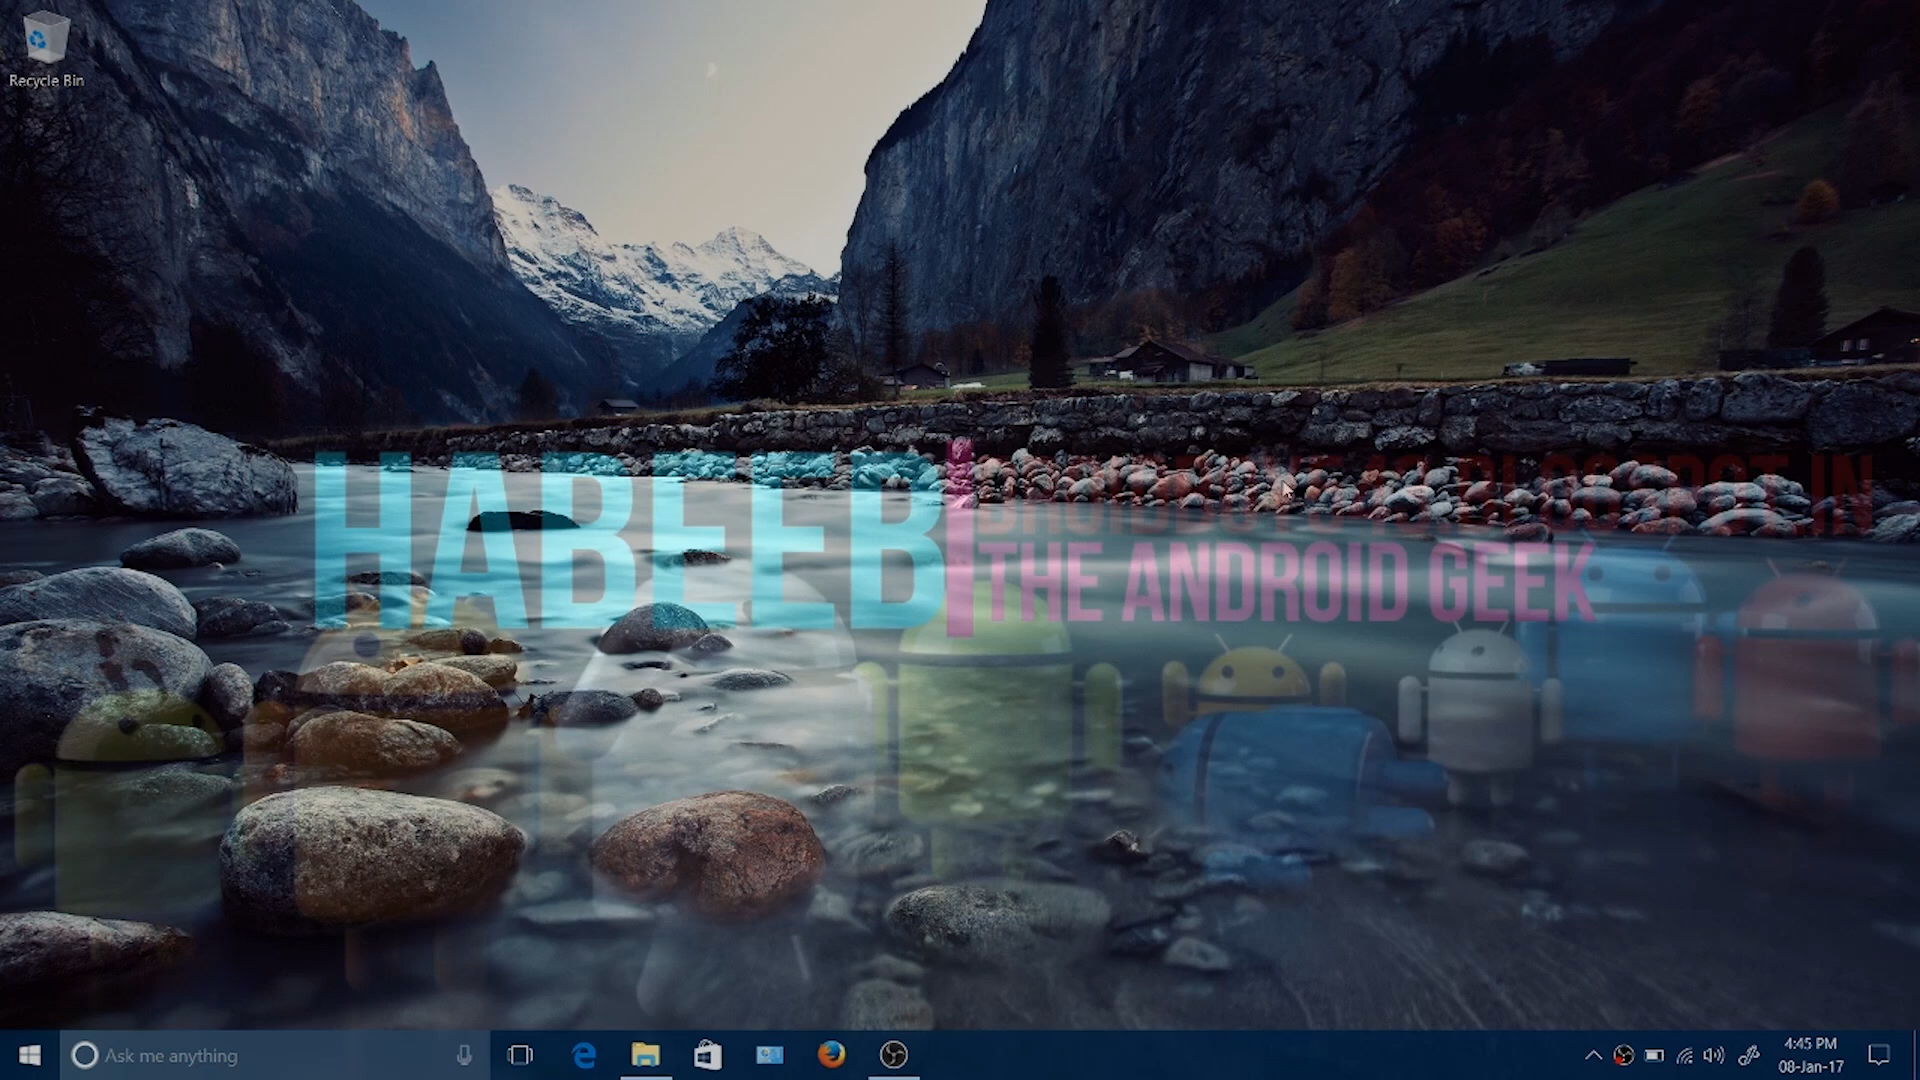 Recycle Bin
HABEEB
THE ANDROID GEEK
Ask me anything
4:45 PM
08-Jan-17